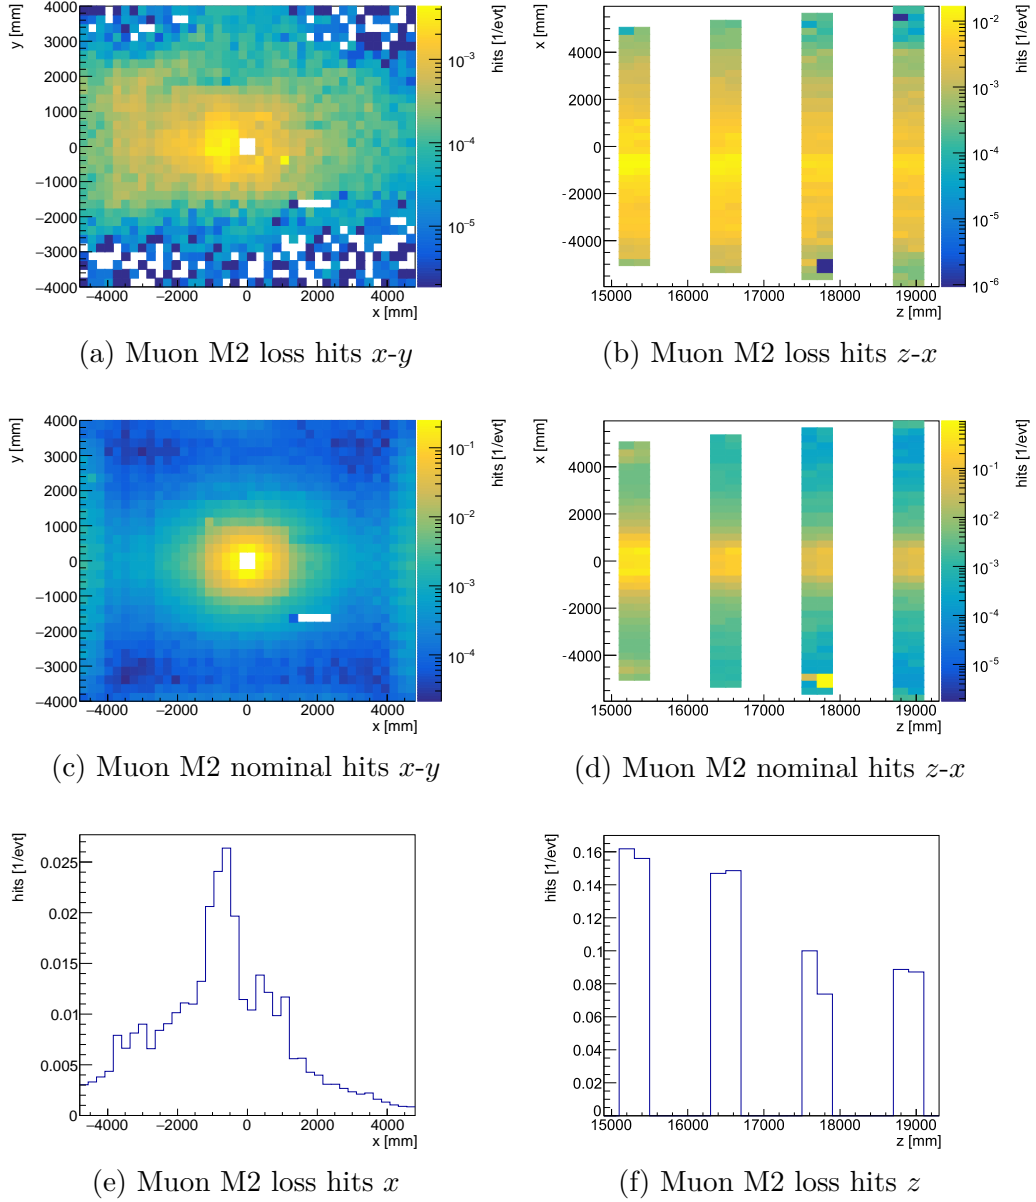 y [mm]
4000
3000
2000
1000
0
−1000
−2000
−3000
−4000
−4000 −2000 0 2000 4000
x [mm]
hits [1/evt]
10−3
10−4
10−5
(a) Muon M2 loss hits x-y
x [mm]
4000
2000
0
-2000
-4000
15000 16000 17000 18000 19000
z [mm]
hits [1/evt]
10−2
10−3
10−4
10−5
10−6
(b) Muon M2 loss hits z-x
y [mm]
4000
3000
2000
1000
0
−1000
−2000
−3000
−4000
−4000 −2000 0 2000 4000
x [mm]
hits [1/evt]
10−1
10−2
10−3
10−4
(c) Muon M2 nominal hits x-y
x [mm]
4000
2000
0
-2000
-4000
15000 16000 17000 18000 19000
z [mm]
hits [1/evt]
10−1
10−2
10−3
10−4
10−5
(d) Muon M2 nominal hits z-x
hits [1/evt]
0.025
0.02
0.015
0.01
0.005
0
−4000 −2000 0 2000 4000
x [mm]
(e) Muon M2 loss hits x
hits [1/evt]
0.16
0.14
0.12
0.1
0.08
0.06
0.04
0.02
0
15000 16000 17000 18000 19000
z [mm]
(f) Muon M2 loss hits z